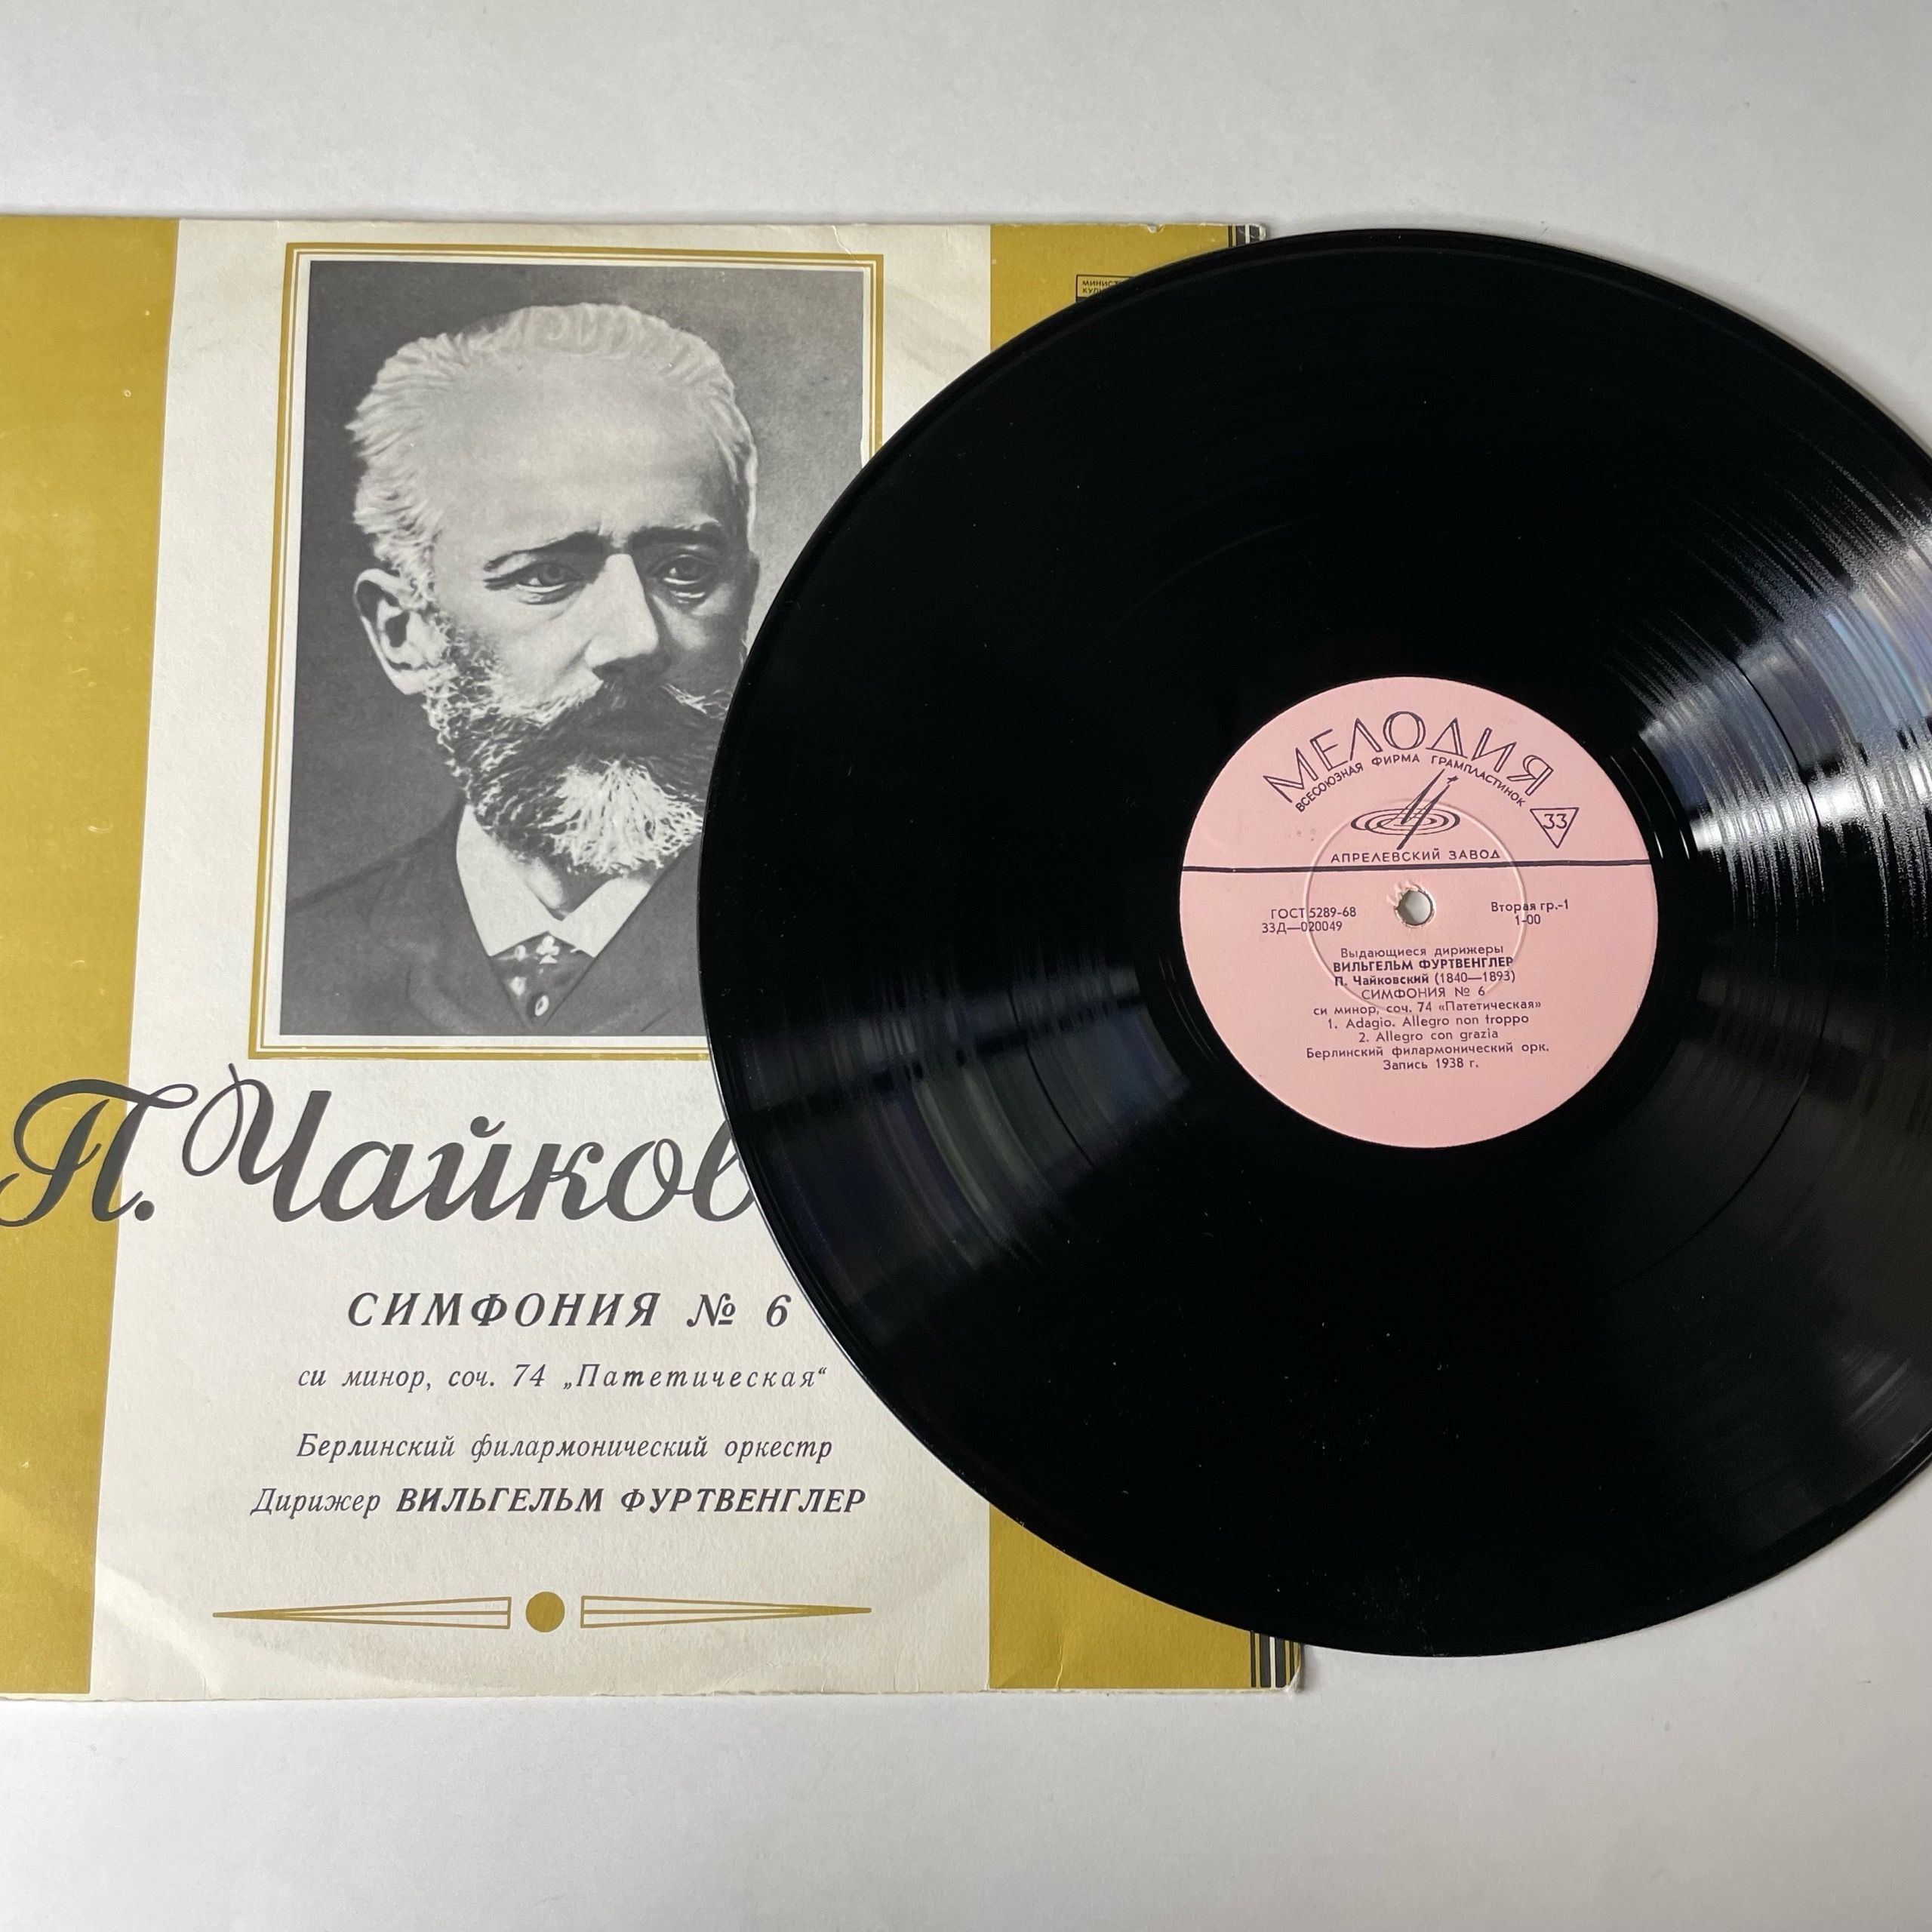 П. Чайков
СИМФОНИЯ № 6
си минор, соч. 74 „Патетическая“
Берлинский филармонический оркестр
Дирижер ВИЛЬГЕЛЬМ ФУРТВЕНГЛЕР
МЕЛОДИЯ
ВСЕСОЮЗНАЯ ФИРМА ГРАМПЛАСТИНОК
33
АПРЕЛЕВСКИЙ ЗАВОД
ГОСТ 5289-68
33Д—020049
Вторая гр.-1
1-00
Выдающиеся дирижеры
ВИЛЬГЕЛЬМ ФУРТВЕНГЛЕР
П. Чайковский (1840—1893)
СИМФОНИЯ № 6
си минор, соч. 74 «Патетическая»
1. Adagio. Allegro non troppo
2. Allegro con grazia
Берлинский филармонический орк.
Запись 1938 г.